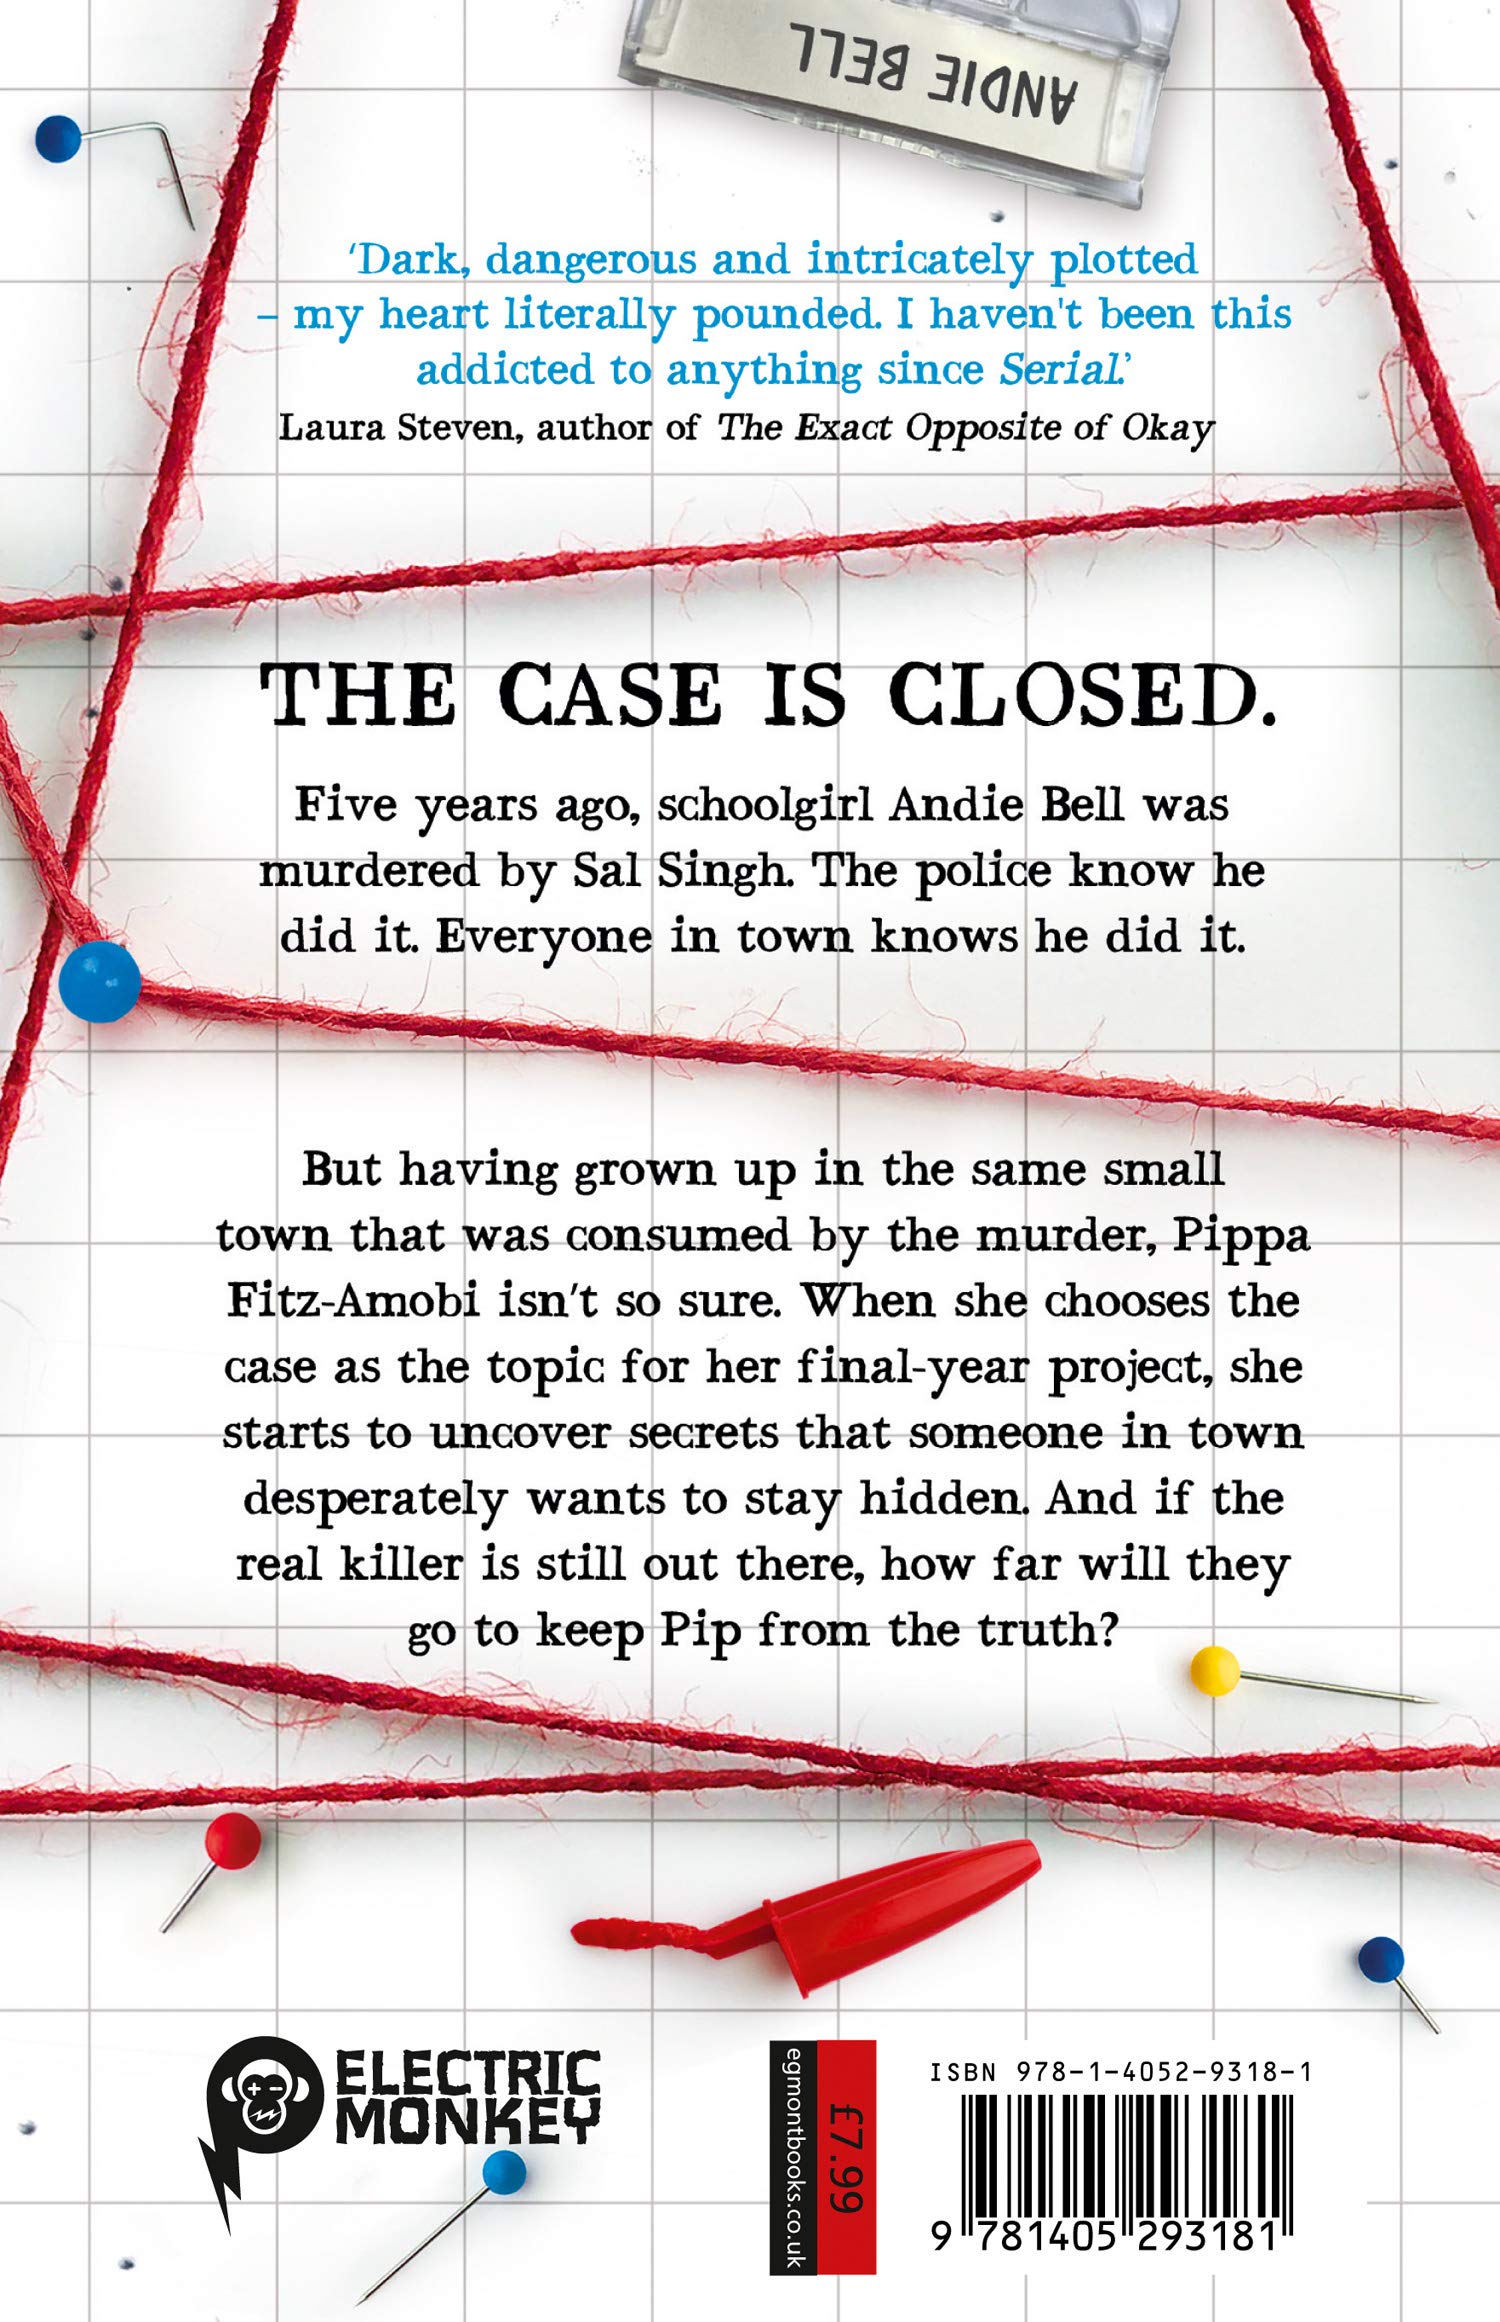 ANDIE BELL
‘Dark, dangerous and intricately plotted
– my heart literally pounded. I haven't been this
addicted to anything since Serial.’
Laura Steven, author of The Exact Opposite of Okay
THE CASE IS CLOSED.
Five years ago, schoolgirl Andie Bell was
murdered by Sal Singh. The police know he
did it. Everyone in town knows he did it.
But having grown up in the same small
town that was consumed by the murder, Pippa
Fitz-Amobi isn't so sure. When she chooses the
case as the topic for her final-year project, she
starts to uncover secrets that someone in town
desperately wants to stay hidden. And if the
real killer is still out there, how far will they
go to keep Pip from the truth?
ELECTRIC
MONKEY
egmontbooks.co.uk
£7.99
ISBN 978-1-4052-9318-1
9 781405 293181